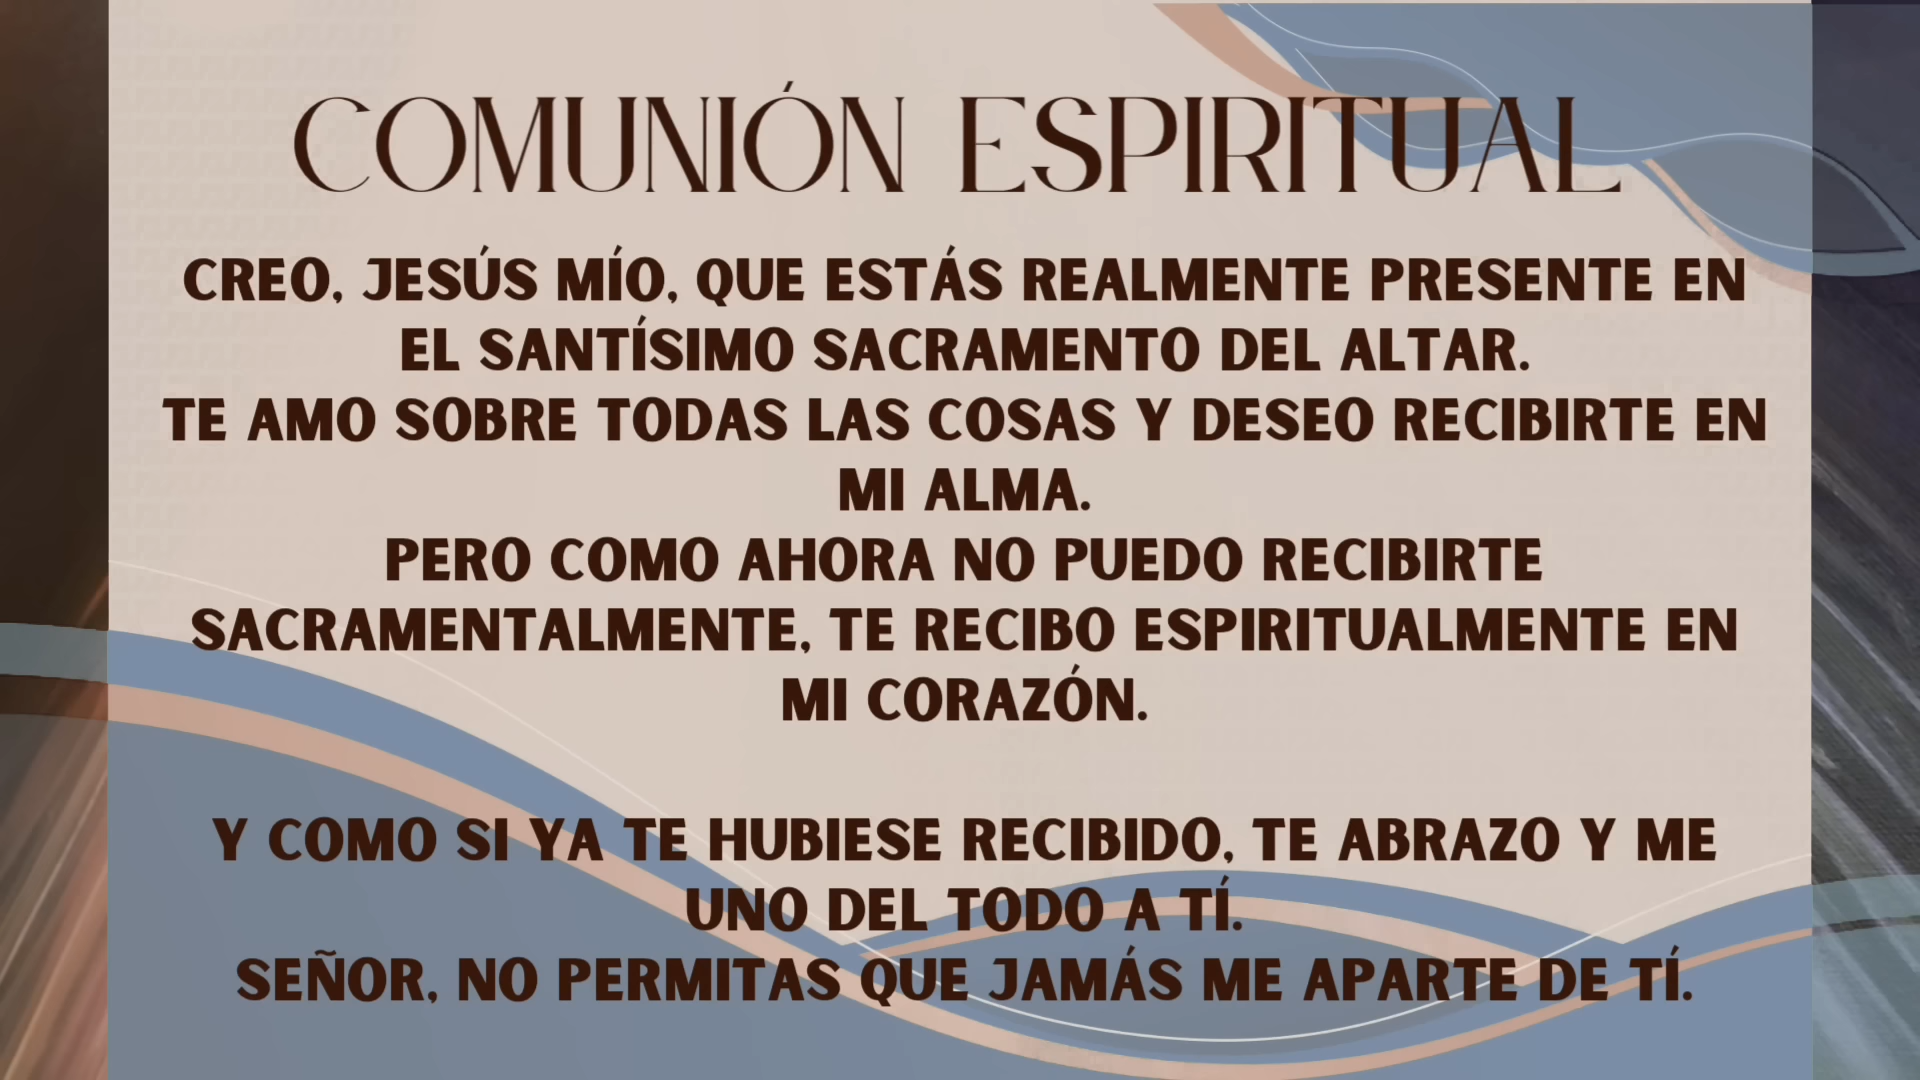 COMUNIÓN ESPIRITUAL
CREO, JESÚS MÍO, QUE ESTÁS REALMENTE PRESENTE EN
EL SANTÍSIMO SACRAMENTO DEL ALTAR.
TE AMO SOBRE TODAS LAS COSAS Y DESEO RECIBIRTE EN
MI ALMA.
PERO COMO AHORA NO PUEDO RECIBIRTE
SACRAMENTALMENTE, TE RECIBO ESPIRITUALMENTE EN
MI CORAZÓN.
Y COMO SI YA TE HUBIESE RECIBIDO, TE ABRAZO Y ME
UNO DEL TODO A TÍ.
SEÑOR, NO PERMITAS QUE JAMÁS ME APARTE DE TÍ.